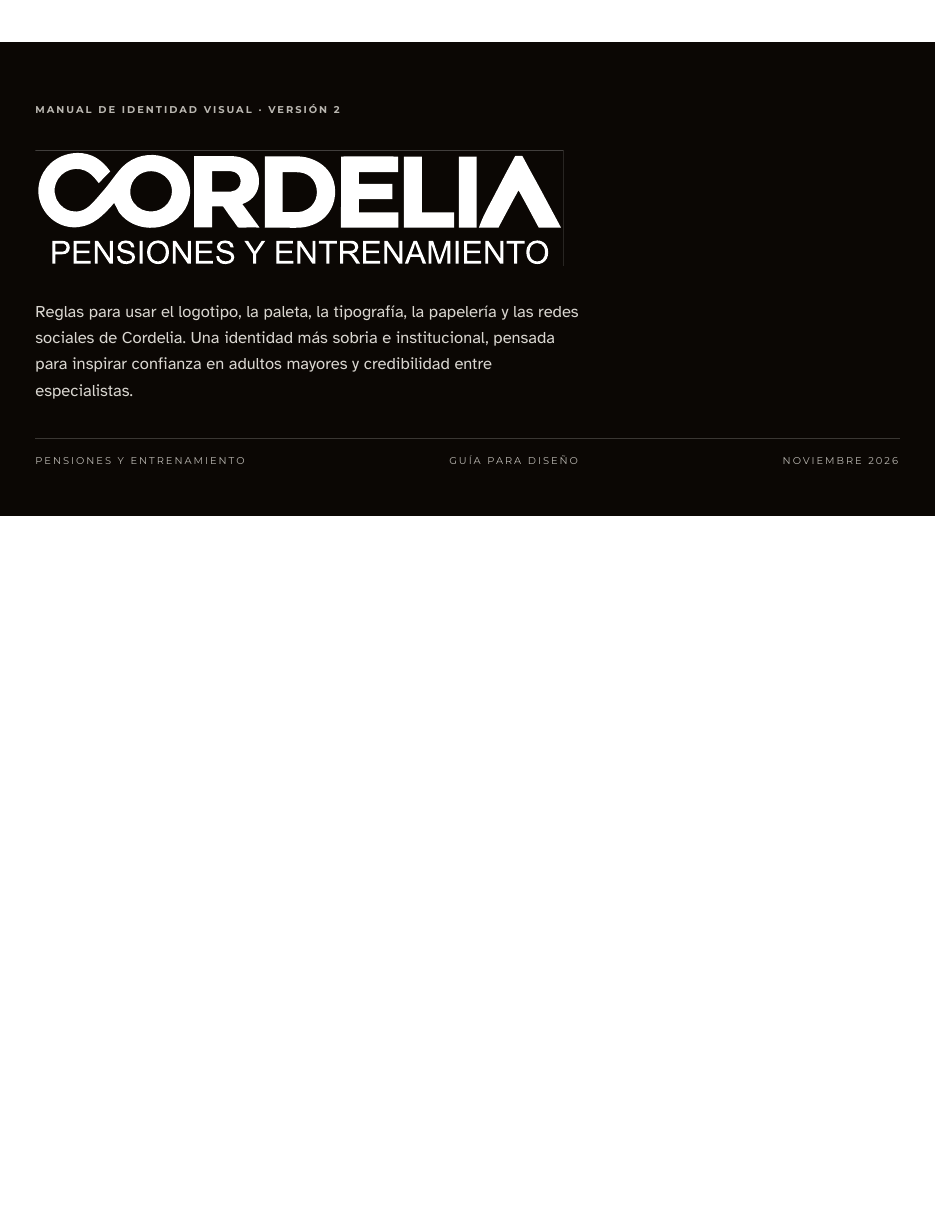 MANUAL DE IDENTIDAD VISUAL · VERSIÓN 2
CORDELIA
PENSIONES Y ENTRENAMIENTO
Reglas para usar el logotipo, la paleta, la tipografía, la papelería y las redes
sociales de Cordelia. Una identidad más sobria e institucional, pensada
para inspirar confianza en adultos mayores y credibilidad entre
especialistas.
PENSIONES Y ENTRENAMIENTO
GUÍA PARA DISEÑO
NOVIEMBRE 2026